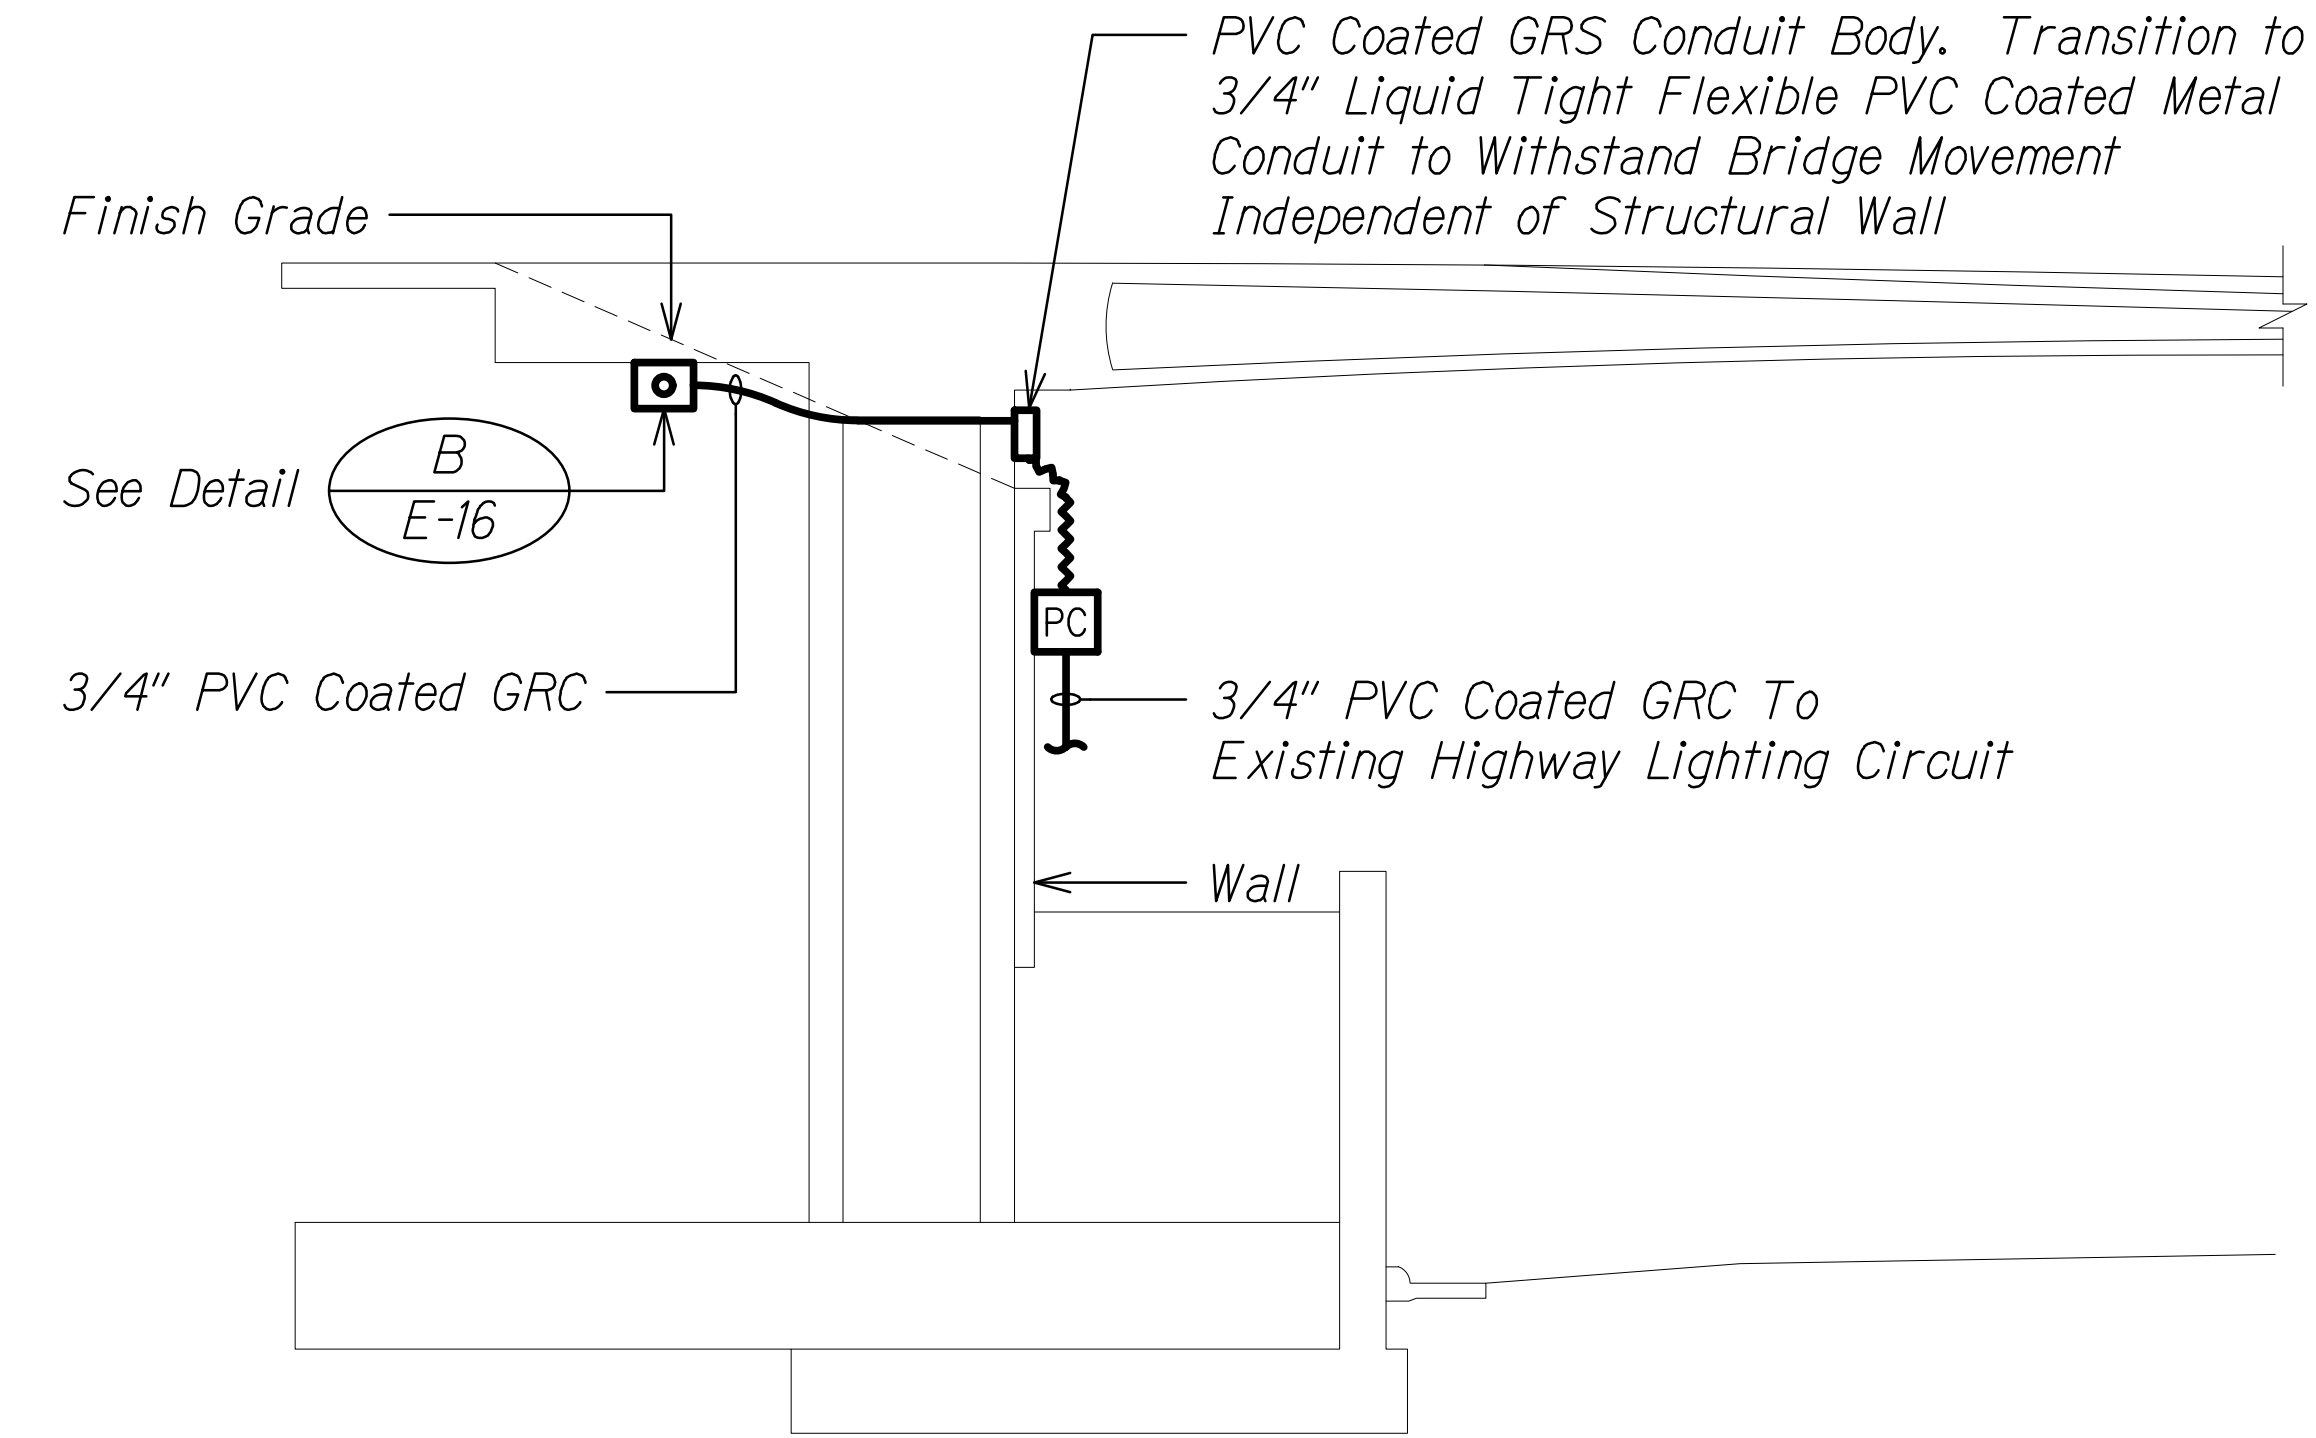 PVC Coated GRS Conduit Body. Transition to
3/4" Liquid Tight Flexible PVC Coated Metal
Conduit to Withstand Bridge Movement
Independent of Structural Wall
Finish Grade
See Detail
B
E-16
PC
3/4" PVC Coated GRC
3/4" PVC Coated GRC To
Existing Highway Lighting Circuit
Wall